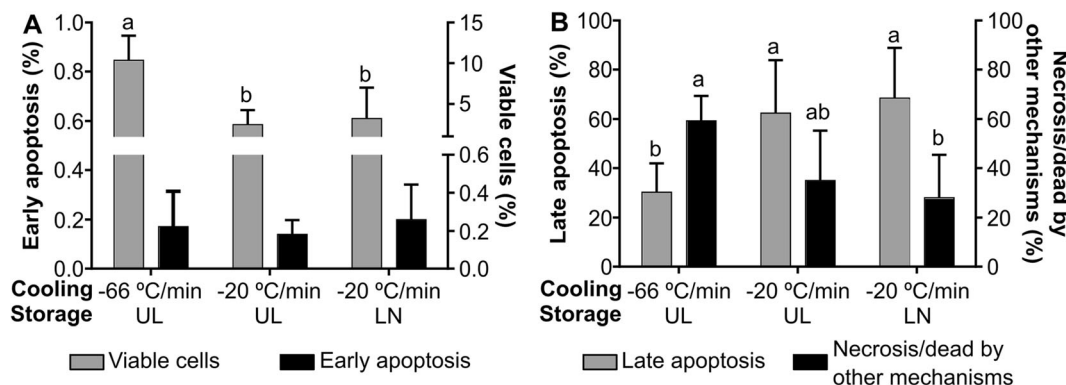 A
Early apoptosis (%)
1.0
0.8
0.6
0.4
0.2
0.0
a
b
b
15
10
5
0.6
0.4
0.2
0.0
Viable cells (%)
Cooling -66 ºC/min -20 ºC/min -20 ºC/min
Storage UL UL LN
Viable cells Early apoptosis
B
Late apoptosis (%)
100
80
60
40
20
0
b
a
a
ab
a
b
100
80
60
40
20
0
Necrosis/dead by
other mechanisms (%)
Cooling -66 ºC/min -20 ºC/min -20 ºC/min
Storage UL UL LN
Late apoptosis
Necrosis/dead by
other mechanisms